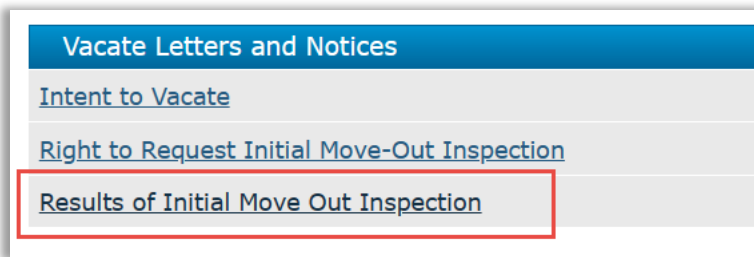 Vacate Letters and Notices
Intent to Vacate
Right to Request Initial Move-Out Inspection
Results of Initial Move Out Inspection